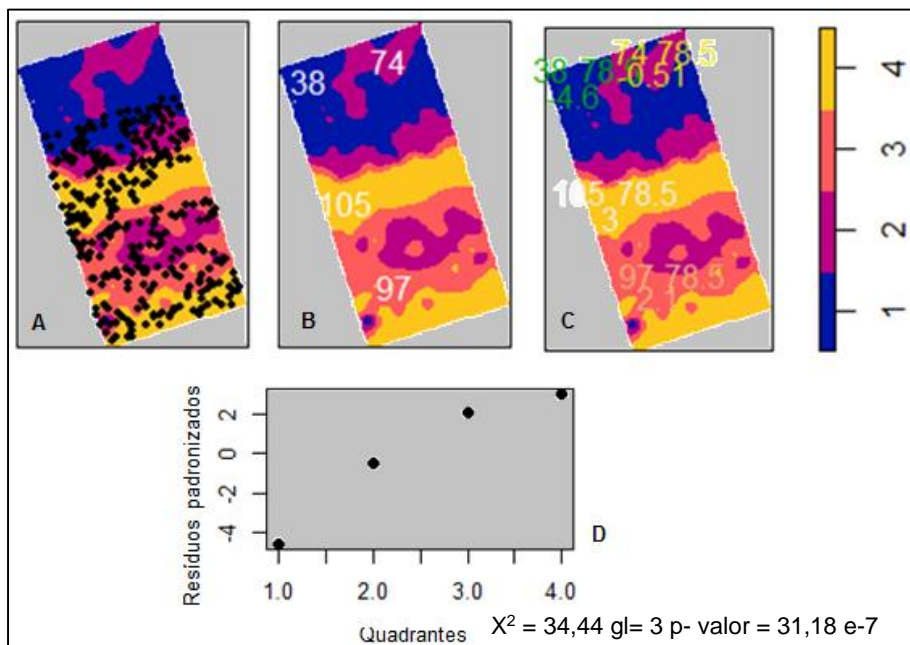 A
B
C
38
74
105
97
38 78
-4.6
74 78.5
-0.51
105 78.5
3
97 78.5
2.1
4
3
2
1
Resíduos padronizados
2
0
-2
-4
D
1.0 2.0 3.0 4.0
Quadrantes
X² = 34,44 gl= 3 p- valor = 31,18 e-7